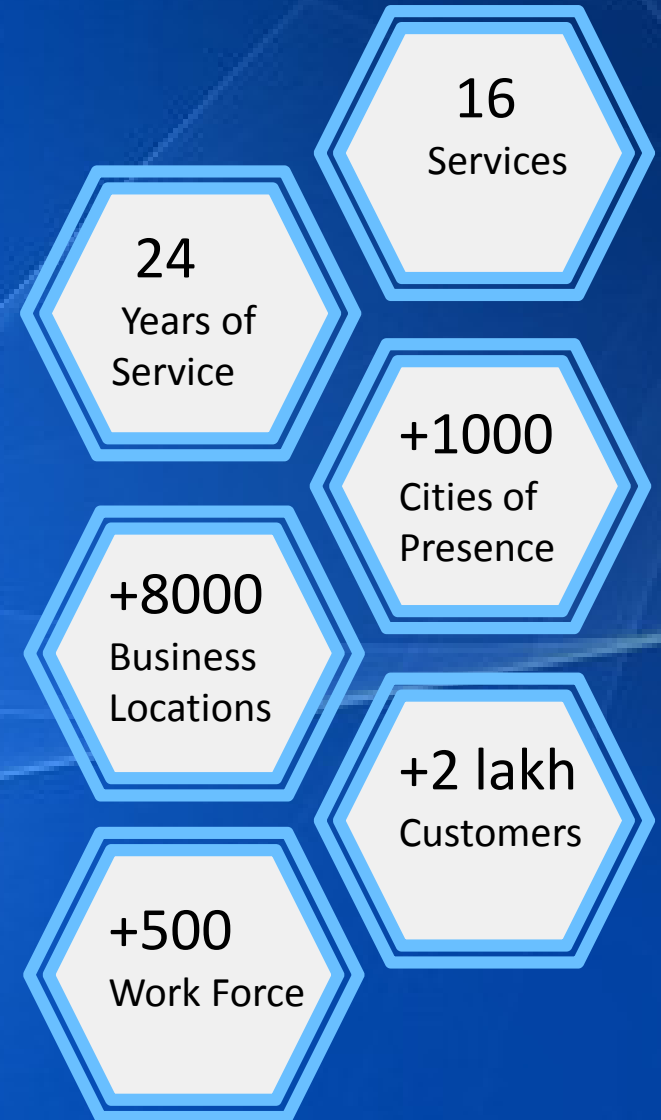 16
Services
24
Years of
Service
+1000
Cities of
Presence
+8000
Business
Locations
+2 lakh
Customers
+500
Work Force